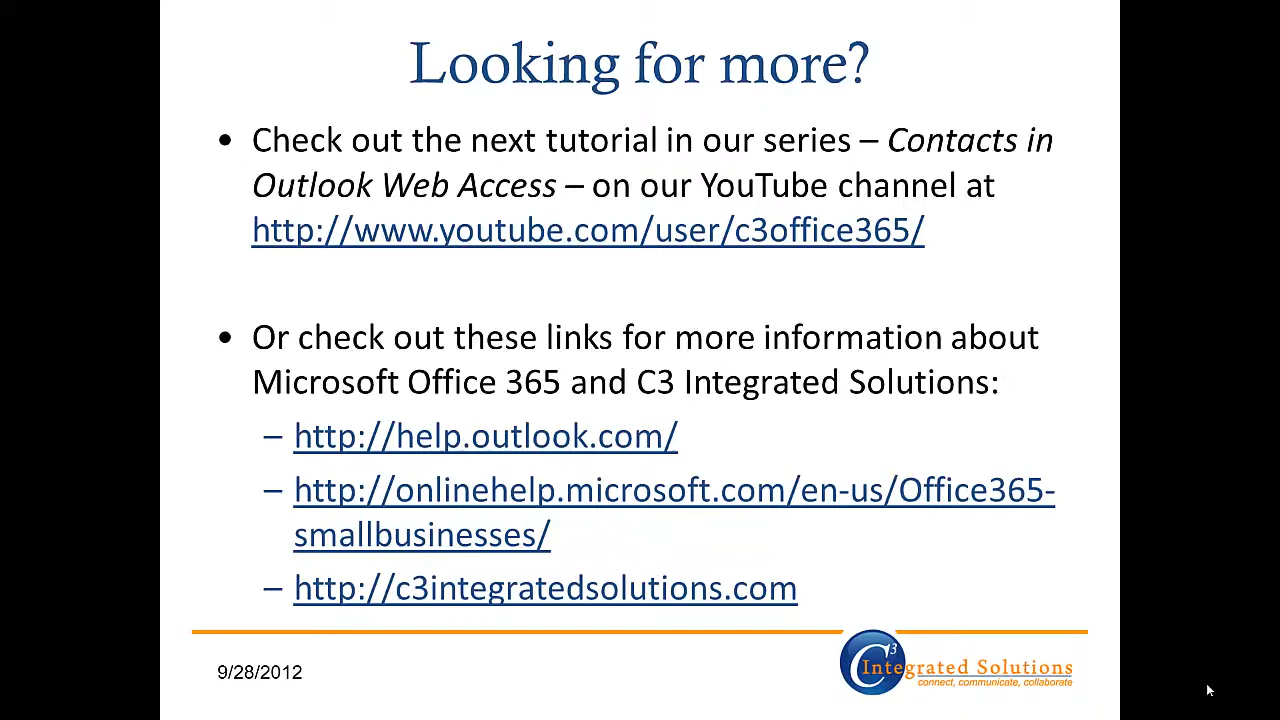 Looking for more?
• Check out the next tutorial in our series – Contacts in
Outlook Web Access – on our YouTube channel at
http://www.youtube.com/user/c3office365/
• Or check out these links for more information about
Microsoft Office 365 and C3 Integrated Solutions:
– http://help.outlook.com/
– http://onlinehelp.microsoft.com/en-us/Office365-
smallbusinesses/
– http://c3integratedsolutions.com
9/28/2012
C3 Integrated Solutions
connect, communicate, collaborate